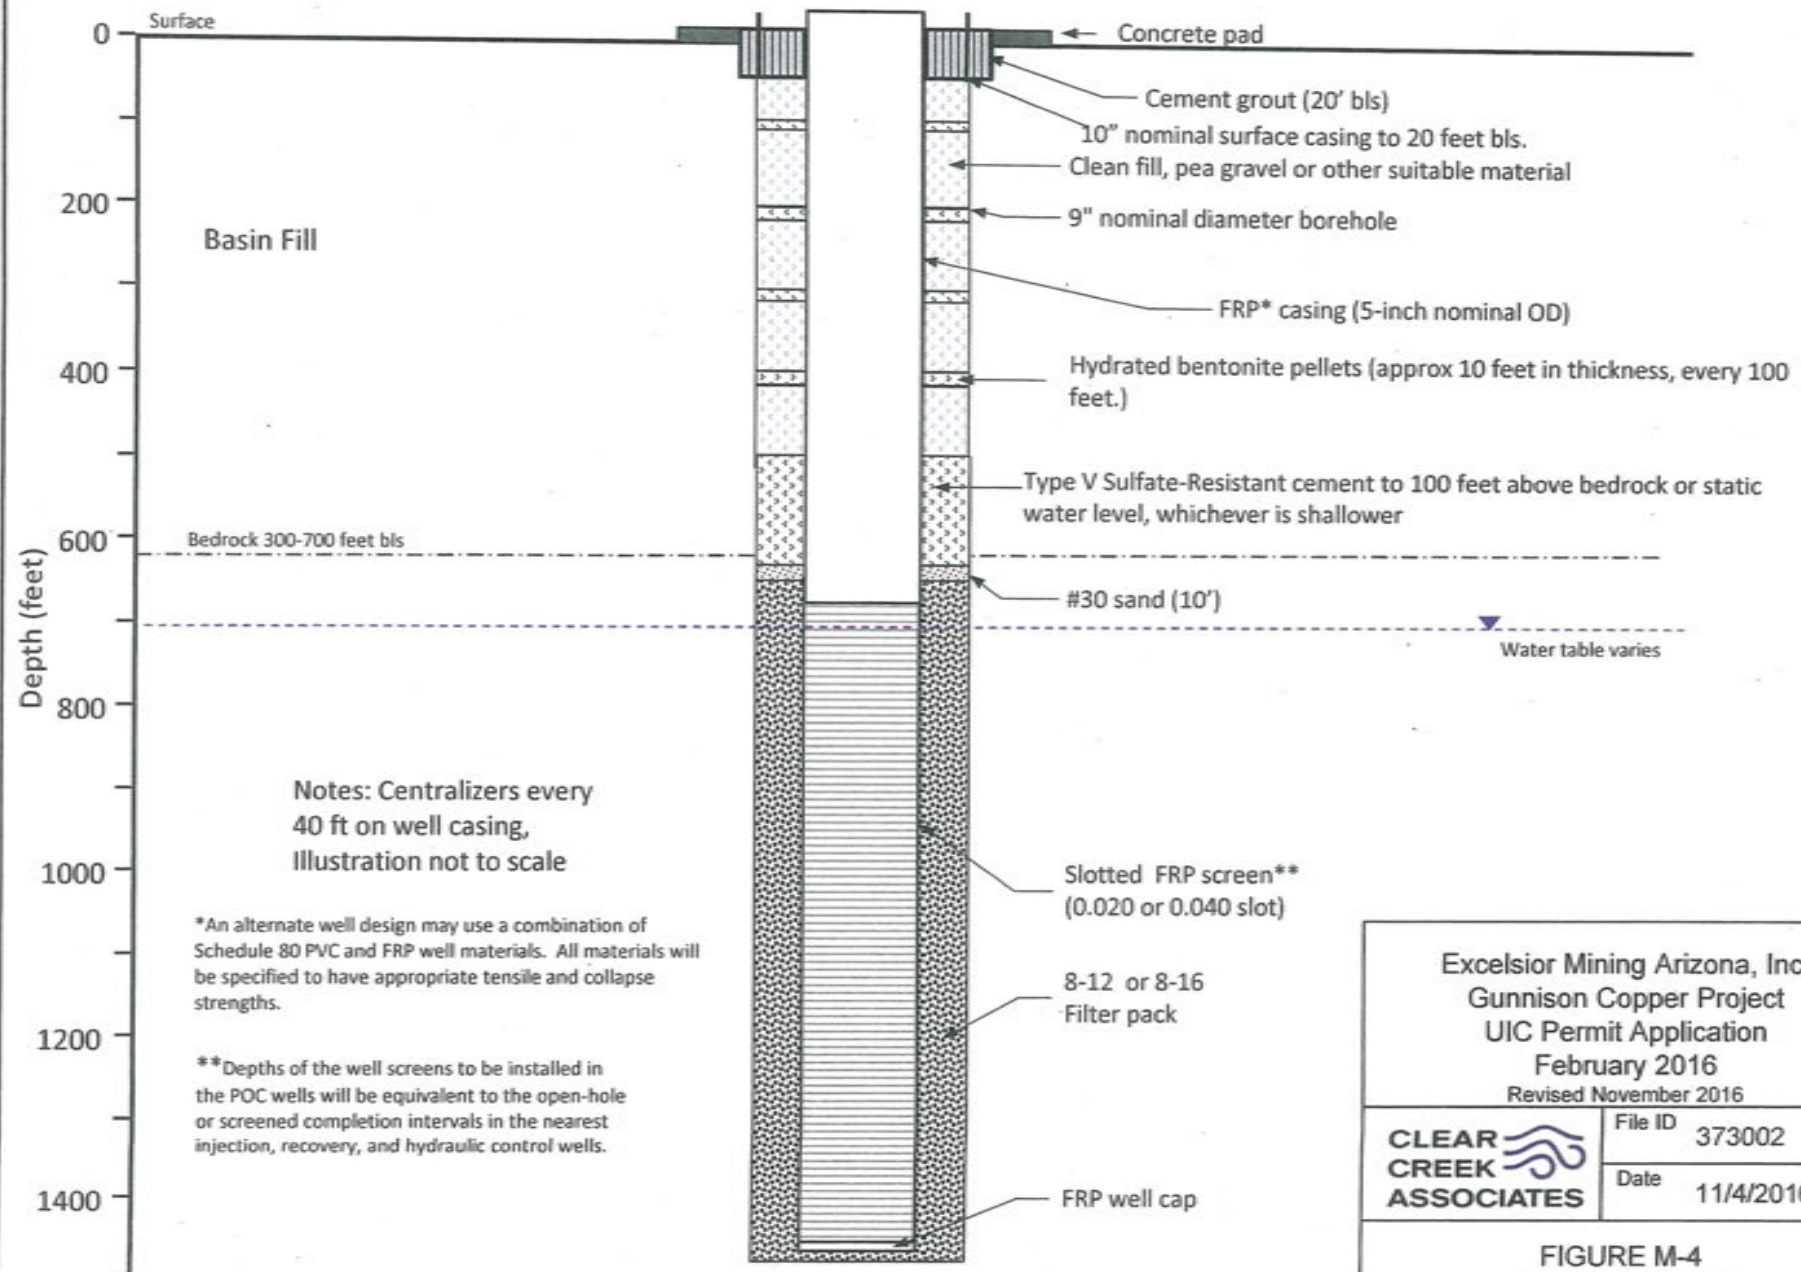 Surface
0
200
400
600
800
1000
1200
1400
Depth (feet)
Basin Fill
Bedrock 300-700 feet bls
Concrete pad
Cement grout (20' bls)
10" nominal surface casing to 20 feet bls.
Clean fill, pea gravel or other suitable material
9" nominal diameter borehole
FRP* casing (5-inch nominal OD)
Hydrated bentonite pellets (approx 10 feet in thickness, every 100
feet.)
Type V Sulfate-Resistant cement to 100 feet above bedrock or static
water level, whichever is shallower
#30 sand (10')
Water table varies
Notes: Centralizers every
40 ft on well casing,
Illustration not to scale
*An alternate well design may use a combination of
Schedule 80 PVC and FRP well materials. All materials will
be specified to have appropriate tensile and collapse
strengths.
**Depths of the well screens to be installed in
the POC wells will be equivalent to the open-hole
or screened completion intervals in the nearest
injection, recovery, and hydraulic control wells.
Slotted FRP screen**
(0.020 or 0.040 slot)
8-12 or 8-16
Filter pack
FRP well cap
Excelsior Mining Arizona, Inc
Gunnison Copper Project
UIC Permit Application
February 2016
Revised November 2016
CLEAR
CREEK
ASSOCIATES
File ID 373002
Date 11/4/2016
FIGURE M-4